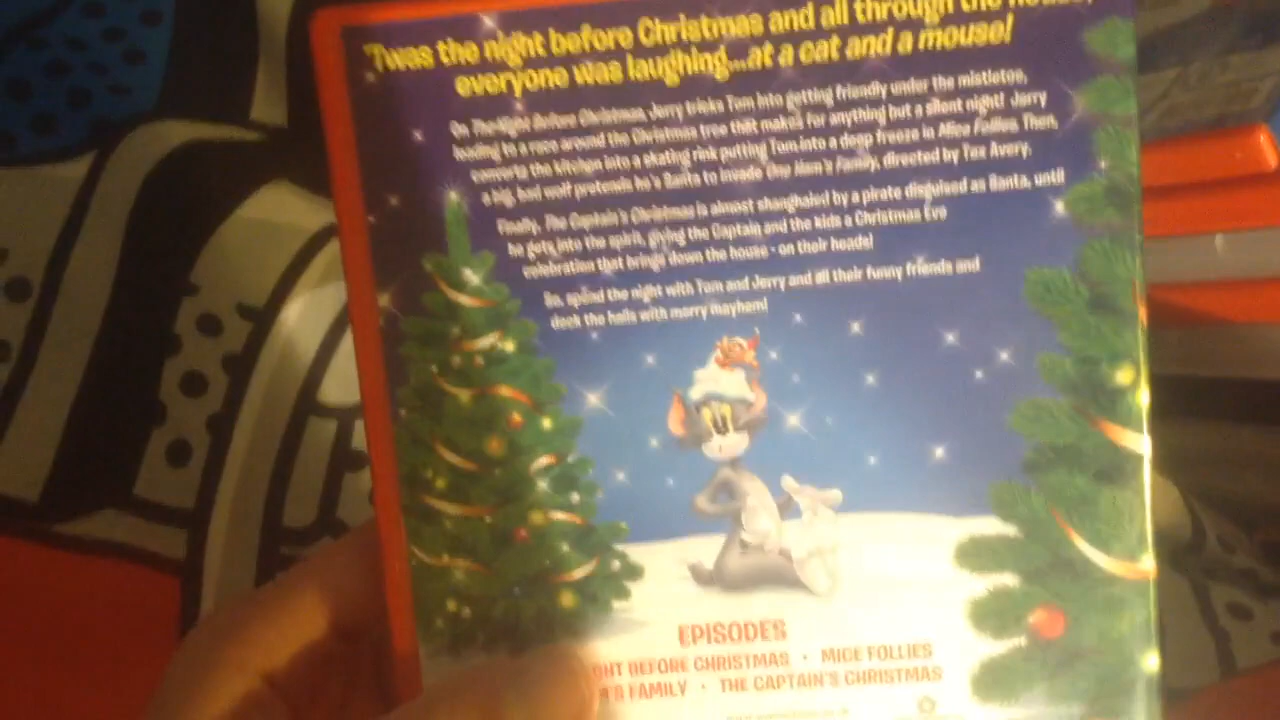 'Twas the night before Christmas and all through the house,
everyone was laughing...at a cat and a mouse!
On The Night Before Christmas, Jerry tricks Tom into getting friendly under the mistletoe,
leading to a race around the Christmas tree that makes for anything but a silent night! Jerry
converts the kitchen into a skating rink putting Tom into a deep freeze in Mice Follies. Then,
a big, bad wolf pretends he's Santa to invade One Ham's Family, directed by Tex Avery.
Finally, The Captain's Christmas is almost shanghaied by a pirate disguised as Santa, until
he gets into the spirit, giving the Captain and the kids a Christmas Eve
celebration that brings down the house - on their heads!
So, spend the night with Tom and Jerry and all their funny friends and
deck the halls with merry mayhem!
EPISODES
GHT BEFORE CHRISTMAS · MICE FOLLIES
'S FAMILY · THE CAPTAIN'S CHRISTMAS